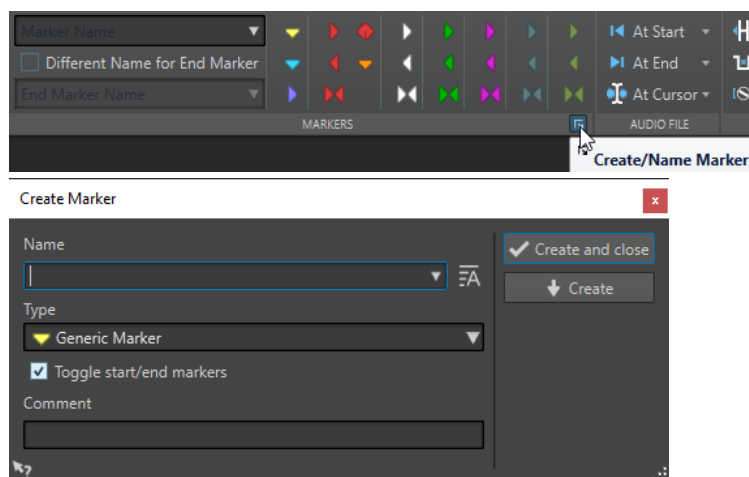 Marker Name
At Start
Different Name for End Marker
At End
End Marker Name
At Cursor
MARKERS
AUDIO FILE
Create/Name Marker
Create Marker
x
Name
Create and close
A
Create
Type
Generic Marker
Toggle start/end markers
Comment
?